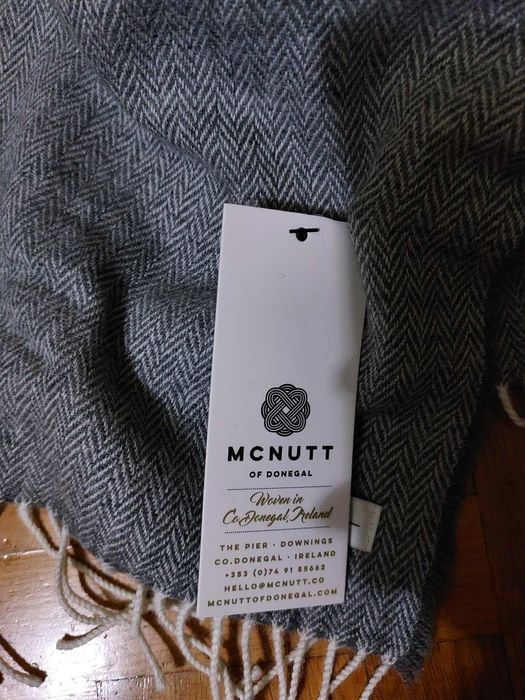 MCNUTT
OF DONEGAL
Woven in
Co. Donegal, Ireland
THE PIER · DOWNINGS
CO.DONEGAL · IRELAND
+353 (0)74 91 55662
HELLO@MCNUTT.CO
MCNUTTOFDONEGAL.COM